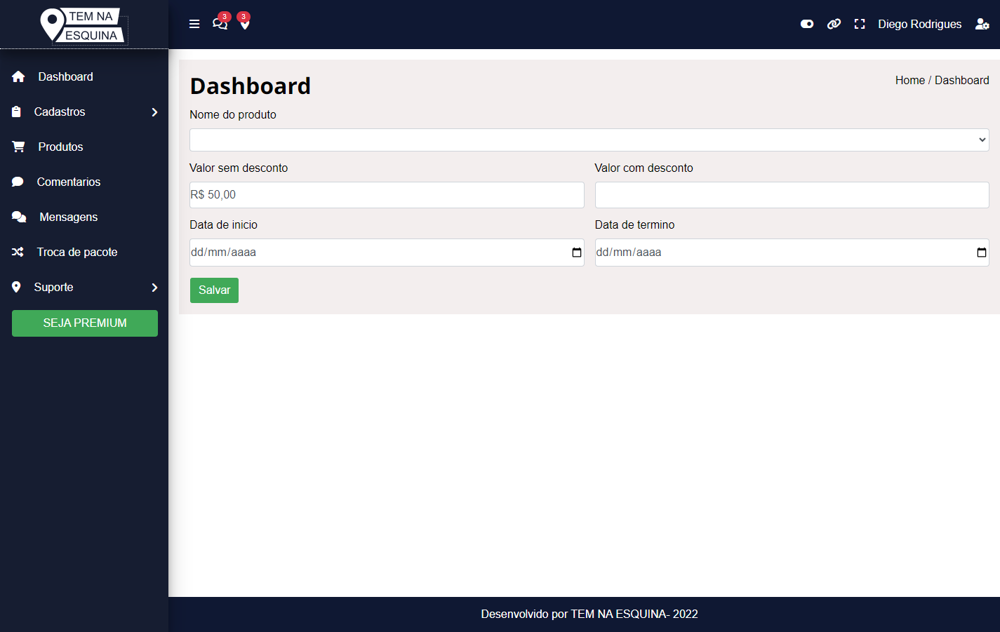 TEM NA
ESQUINA
3
3
Diego Rodrigues
Dashboard
Cadastros
Produtos
Comentarios
Mensagens
Troca de pacote
Suporte
SEJA PREMIUM
Dashboard
Home / Dashboard
Nome do produto
Valor sem desconto
Valor com desconto
R$ 50,00
Data de inicio
Data de termino
dd/mm/aaaa
dd/mm/aaaa
Salvar
Desenvolvido por TEM NA ESQUINA- 2022